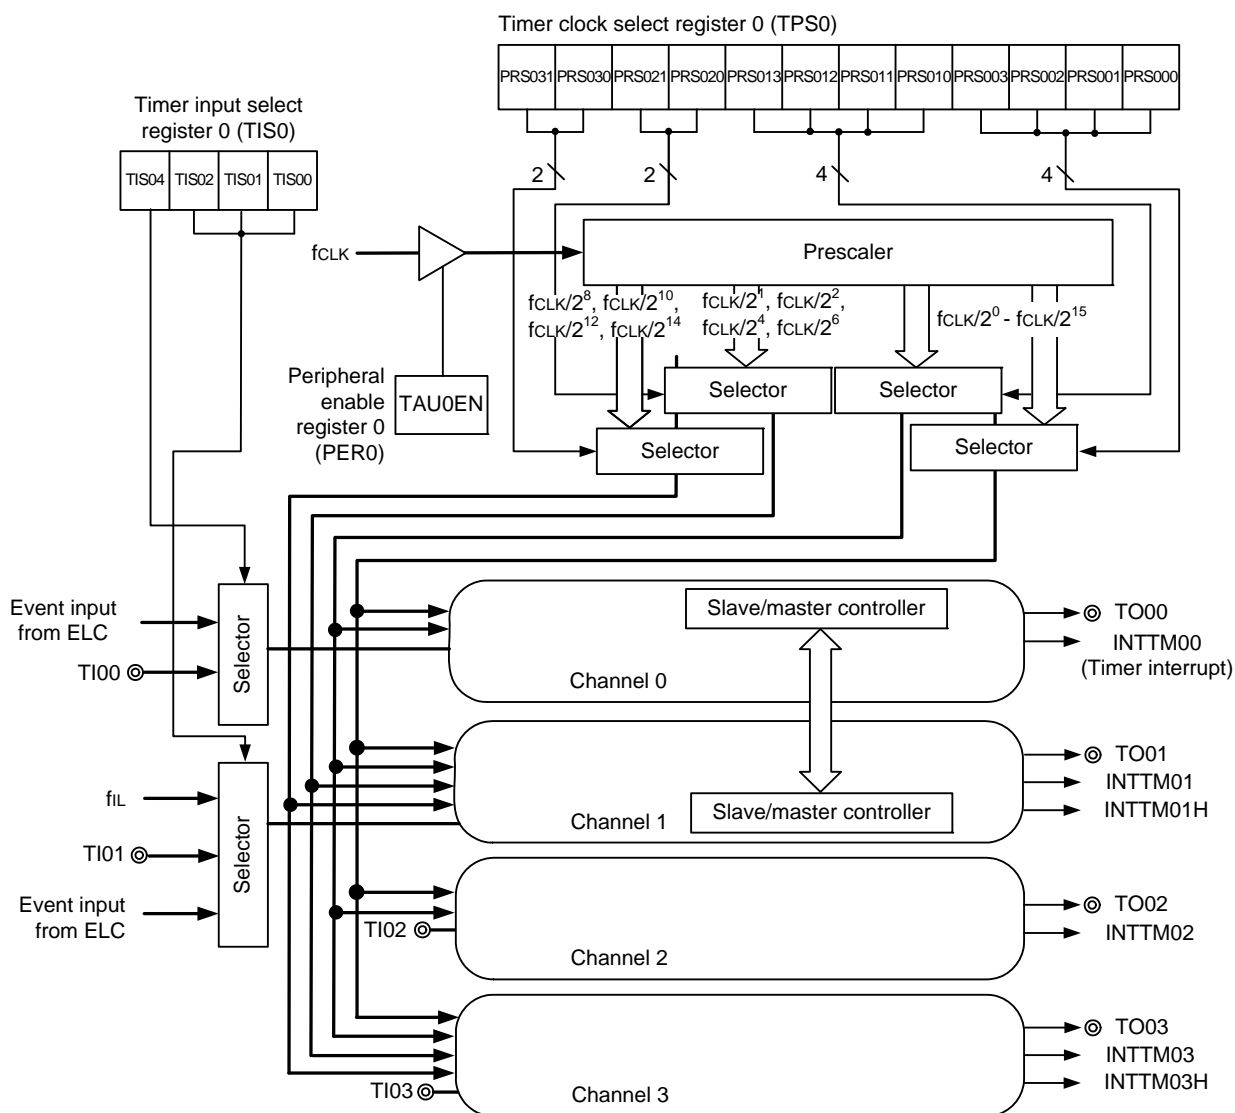 Timer clock select register 0 (TPS0)
PRS031 PRS030 PRS021 PRS020 PRS013 PRS012 PRS011 PRS010 PRS003 PRS002 PRS001 PRS000
Timer input select
register 0 (TIS0)
TIS04 TIS02 TIS01 TIS00
2 2 4 4
fCLK
Prescaler
fCLK/2^8, fCLK/2^10,
fCLK/2^12, fCLK/2^14
fCLK/2^1, fCLK/2^2,
fCLK/2^4, fCLK/2^6
fCLK/2^0 - fCLK/2^15
Peripheral
enable
register 0
(PER0)
TAU0EN
Selector
Selector
Selector
Selector
Event input
from ELC
TI00
Selector
Slave/master controller
Channel 0
TO00
INTTM00
(Timer interrupt)
fIL
TI01
Event input
from ELC
Selector
Channel 1
Slave/master controller
TO01
INTTM01
INTTM01H
TI02
Channel 2
TO02
INTTM02
TI03
Channel 3
TO03
INTTM03
INTTM03H